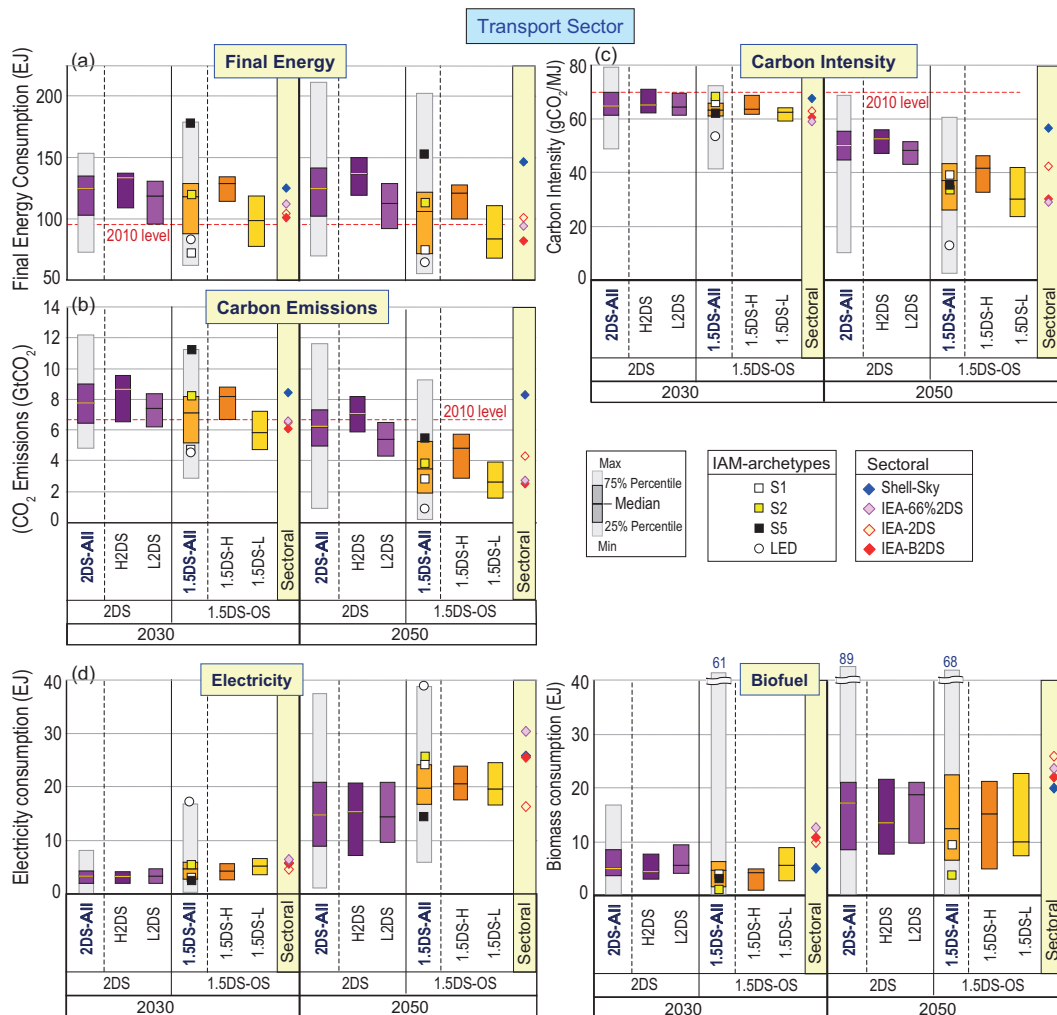 Transport Sector
(a)
Final Energy
Final Energy Consumption (EJ)
200
150
100
50
2010 level
(c)
Carbon Intensity
Carbon Intensity (gCO₂/MJ)
80
60
40
20
0
2010 level
2DS-All
H2DS
L2DS
1.5DS-All
1.5DS-H
1.5DS-L
Sectoral
2DS-All
H2DS
L2DS
1.5DS-All
1.5DS-H
1.5DS-L
Sectoral
2DS
1.5DS-OS
2DS
1.5DS-OS
2030
2050
(b)
Carbon Emissions
(CO₂ Emissions (GtCO₂)
14
12
10
8
6
4
2
0
2010 level
2DS-All
H2DS
L2DS
1.5DS-All
1.5DS-H
1.5DS-L
Sectoral
2DS-All
H2DS
L2DS
1.5DS-All
1.5DS-H
1.5DS-L
Sectoral
2DS
1.5DS-OS
2DS
1.5DS-OS
2030
2050
Max
75% Percentile
Median
25% Percentile
Min
IAM-archetypes
S1
S2
S5
LED
Sectoral
Shell-Sky
IEA-66%2DS
IEA-2DS
IEA-B2DS
(d)
Electricity
Electricity consumption (EJ)
40
30
20
10
0
2DS-All
H2DS
L2DS
1.5DS-All
1.5DS-H
1.5DS-L
Sectoral
2DS-All
H2DS
L2DS
1.5DS-All
1.5DS-H
1.5DS-L
Sectoral
2DS
1.5DS-OS
2DS
1.5DS-OS
2030
2050
61
89
68
Biofuel
Biomass consumption (EJ)
40
30
20
10
0
2DS-All
H2DS
L2DS
1.5DS-All
1.5DS-H
1.5DS-L
Sectoral
2DS-All
H2DS
L2DS
1.5DS-All
1.5DS-H
1.5DS-L
Sectoral
2DS
1.5DS-OS
2DS
1.5DS-OS
2030
2050